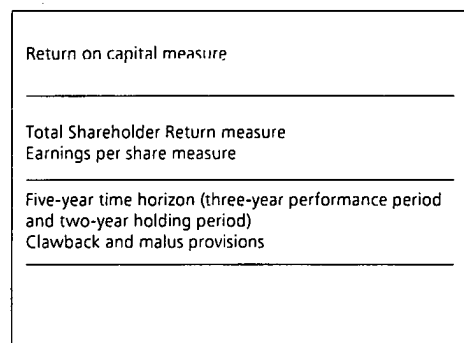 Return on capital measure
Total Shareholder Return measure
Earnings per share measure
Five-year time horizon (three-year performance period
and two-year holding period)
Clawback and malus provisions